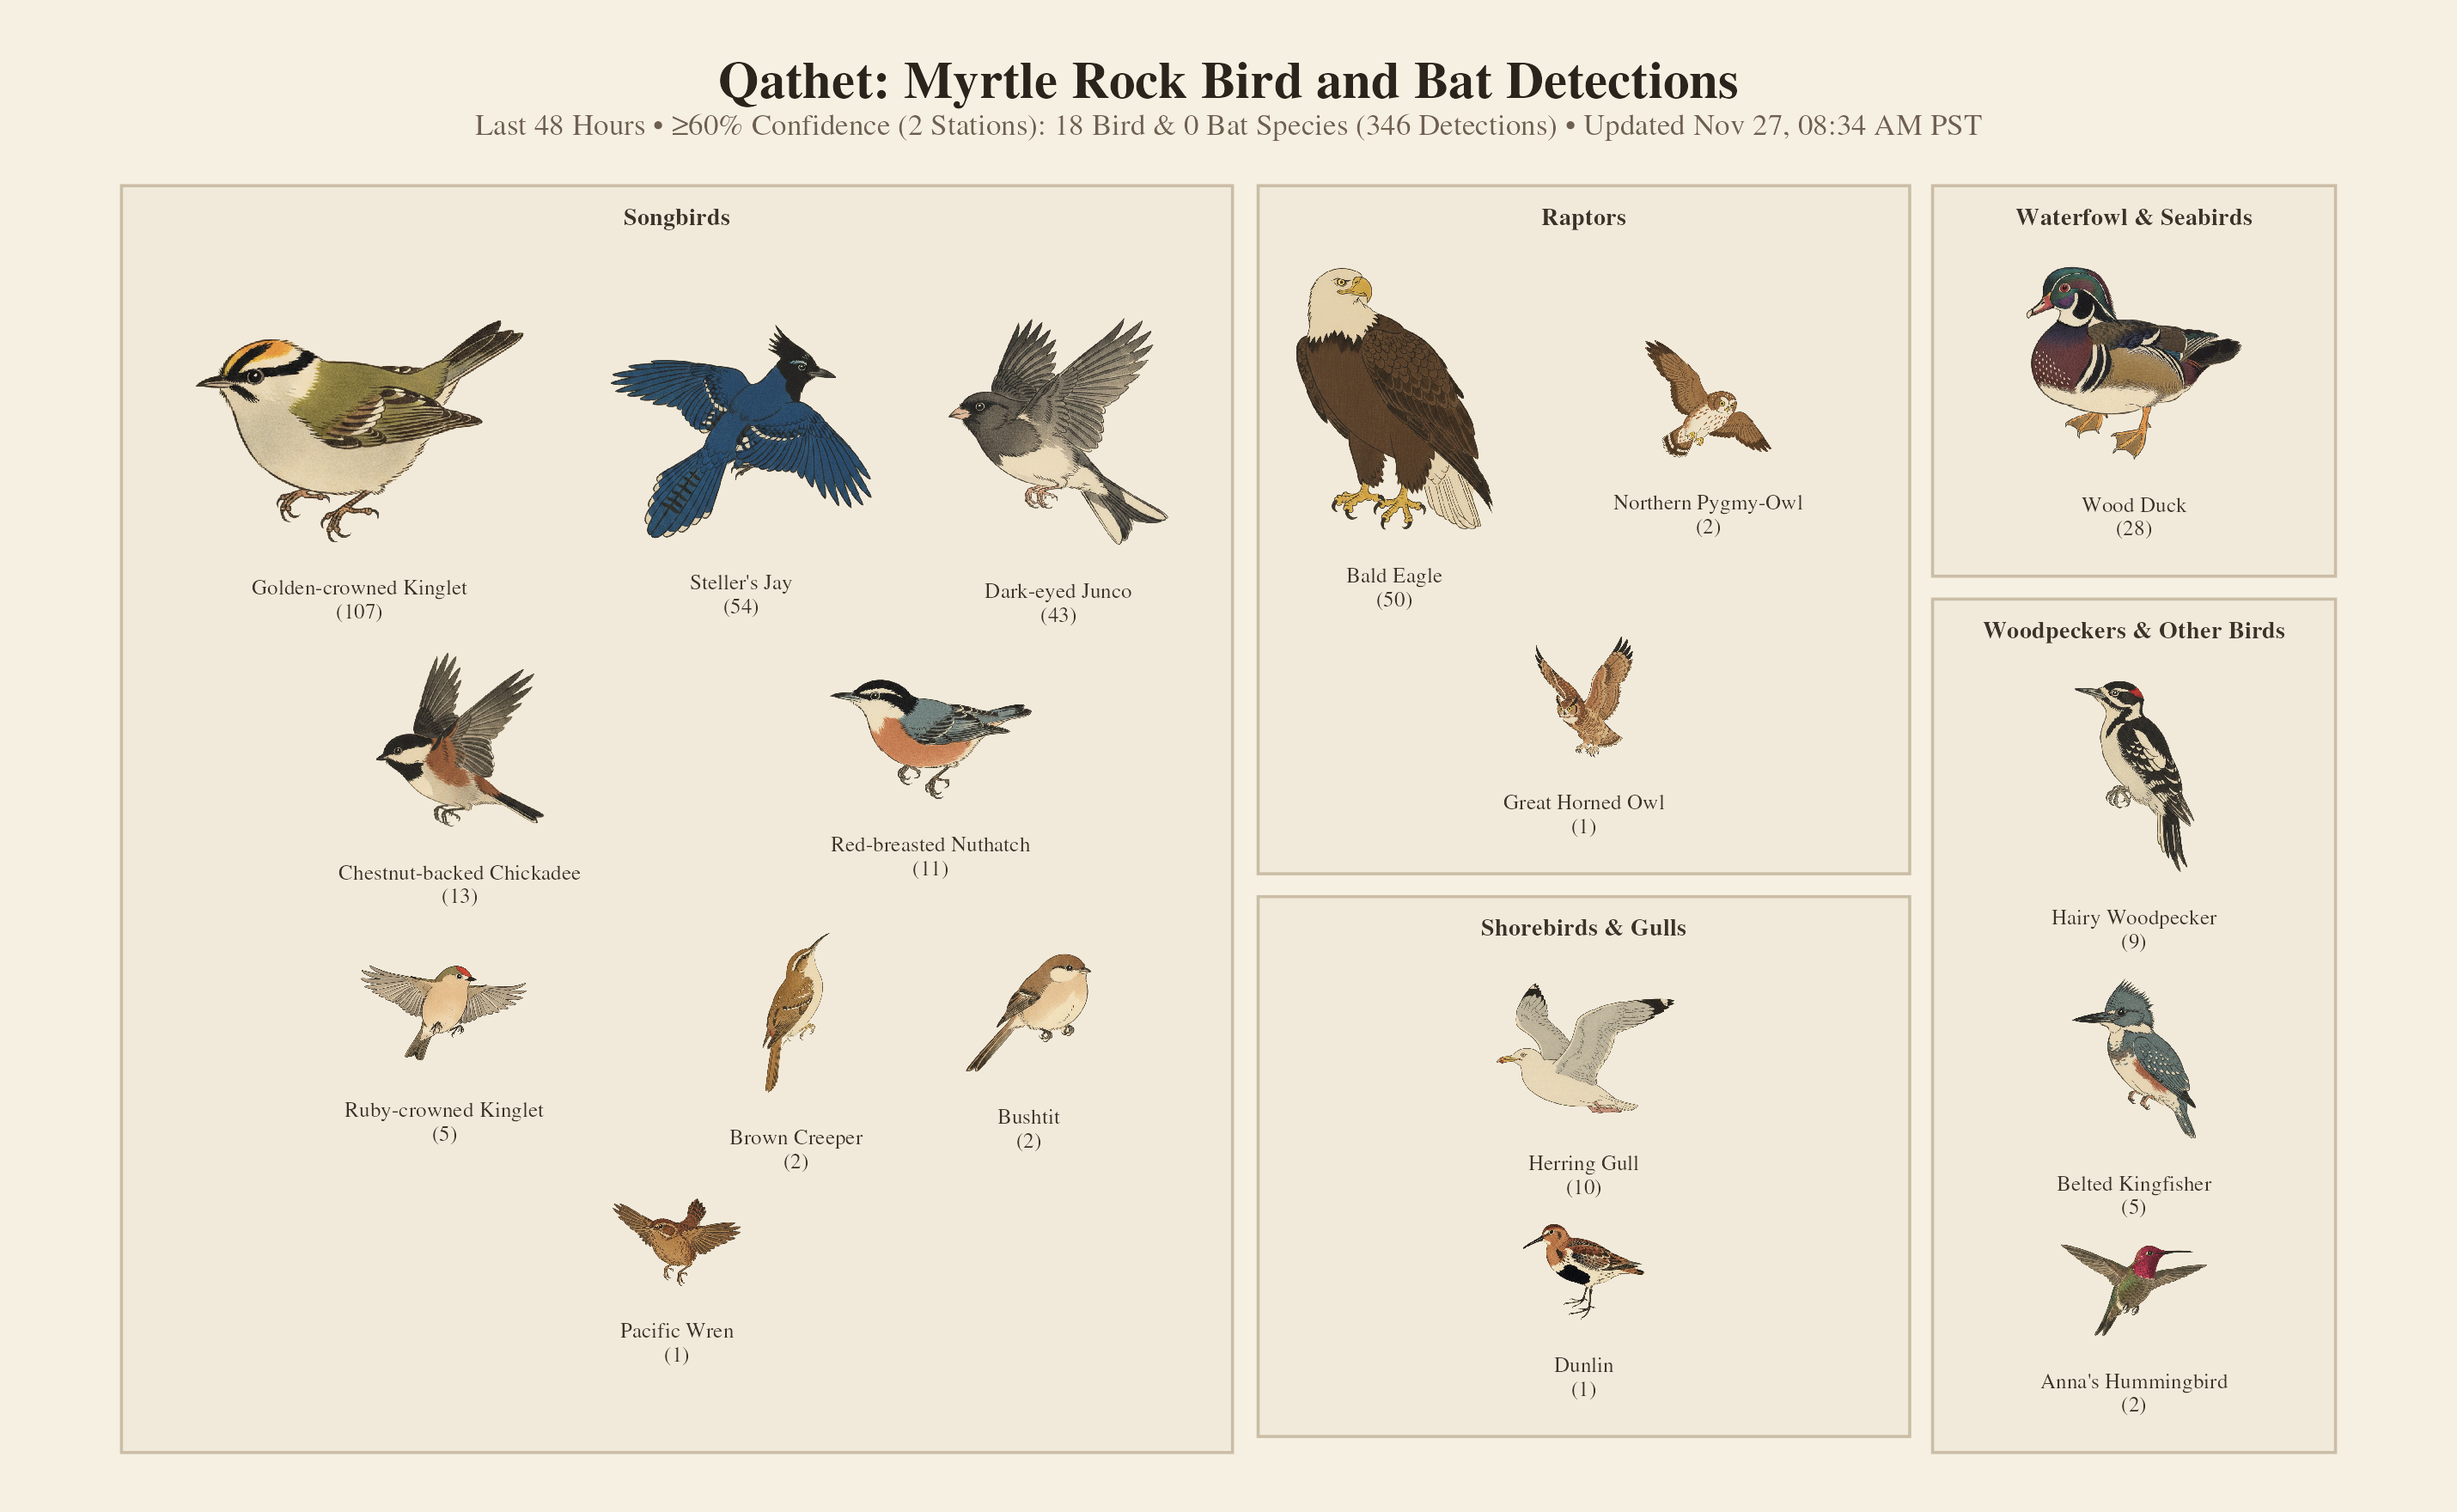 Qathet: Myrtle Rock Bird and Bat Detections
Last 48 Hours • ≥60% Confidence (2 Stations): 18 Bird & 0 Bat Species (346 Detections) • Updated Nov 27, 08:34 AM PST
Songbirds
Golden-crowned Kinglet
(107)
Steller's Jay
(54)
Dark-eyed Junco
(43)
Chestnut-backed Chickadee
(13)
Red-breasted Nuthatch
(11)
Ruby-crowned Kinglet
(5)
Brown Creeper
(2)
Bushtit
(2)
Pacific Wren
(1)
Raptors
Bald Eagle
(50)
Northern Pygmy-Owl
(2)
Great Horned Owl
(1)
Shorebirds & Gulls
Herring Gull
(10)
Dunlin
(1)
Waterfowl & Seabirds
Wood Duck
(28)
Woodpeckers & Other Birds
Hairy Woodpecker
(9)
Belted Kingfisher
(5)
Anna's Hummingbird
(2)